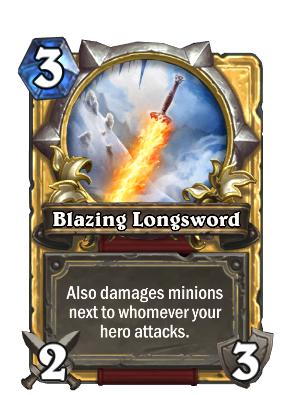 3
Blazing Longsword
Also damages minions
next to whomever your
hero attacks.
2
3